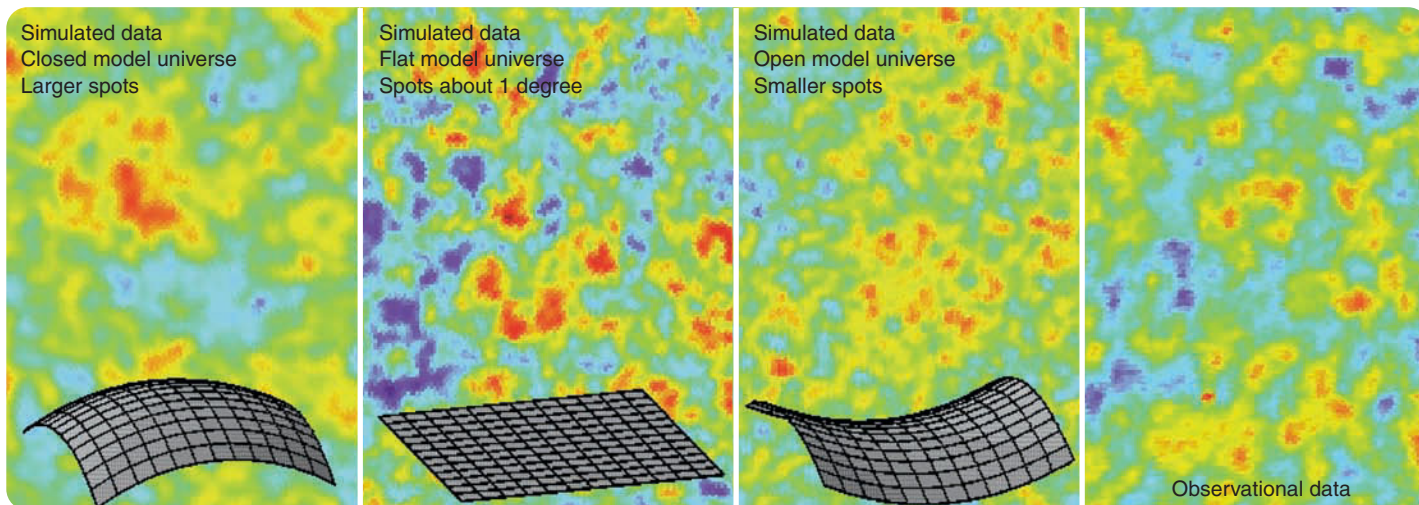 Simulated data
Closed model universe
Larger spots
Simulated data
Flat model universe
Spots about 1 degree
Simulated data
Open model universe
Smaller spots
Observational data